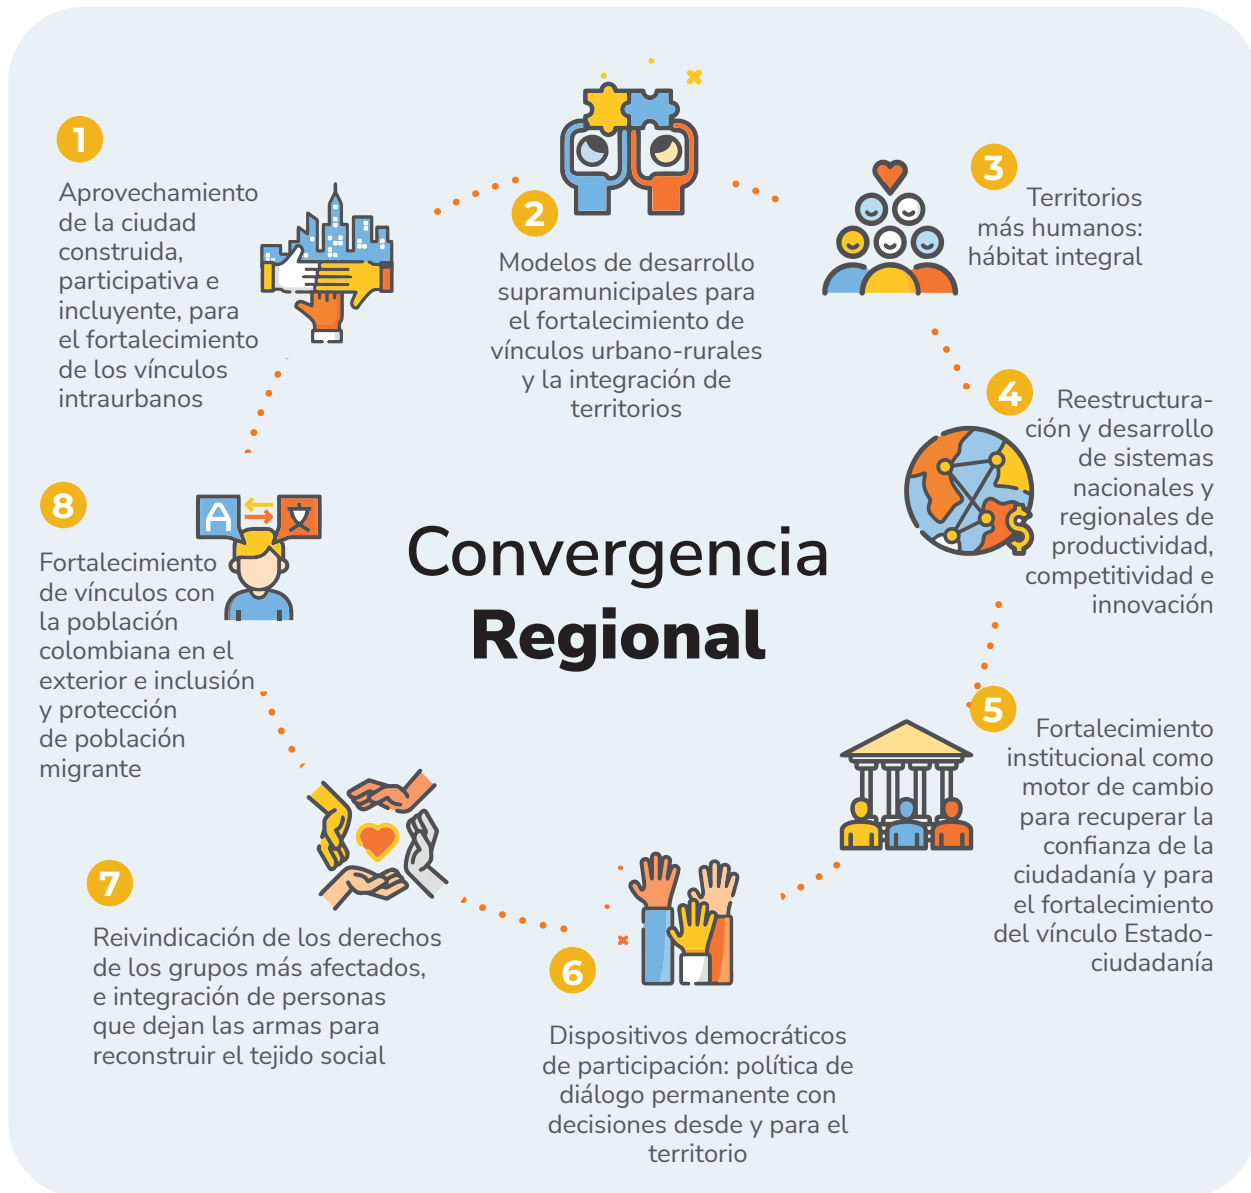 Convergencia
Regional
1
Aprovechamiento
de la ciudad
construida,
participativa e
incluyente, para
el fortalecimiento
de los vínculos
intraurbanos
2
Modelos de desarrollo
supramunicipales para
el fortalecimiento de
vínculos urbano-rurales
y la integración de
territorios
3
Territorios
más humanos:
hábitat integral
4
Reestructura-
ción y desarrollo
de sistemas
nacionales y
regionales de
productividad,
competitividad e
innovación
$
5
Fortalecimiento
institucional como
motor de cambio
para recuperar la
confianza de la
ciudadanía y para
el fortalecimiento
del vínculo Estado-
ciudadanía
6
Dispositivos democráticos
de participación: política de
diálogo permanente con
decisiones desde y para el
territorio
7
Reivindicación de los derechos
de los grupos más afectados,
e integración de personas
que dejan las armas para
reconstruir el tejido social
8
A
Fortalecimiento
de vínculos con
la población
colombiana en el
exterior e inclusión
y protección
de población
migrante